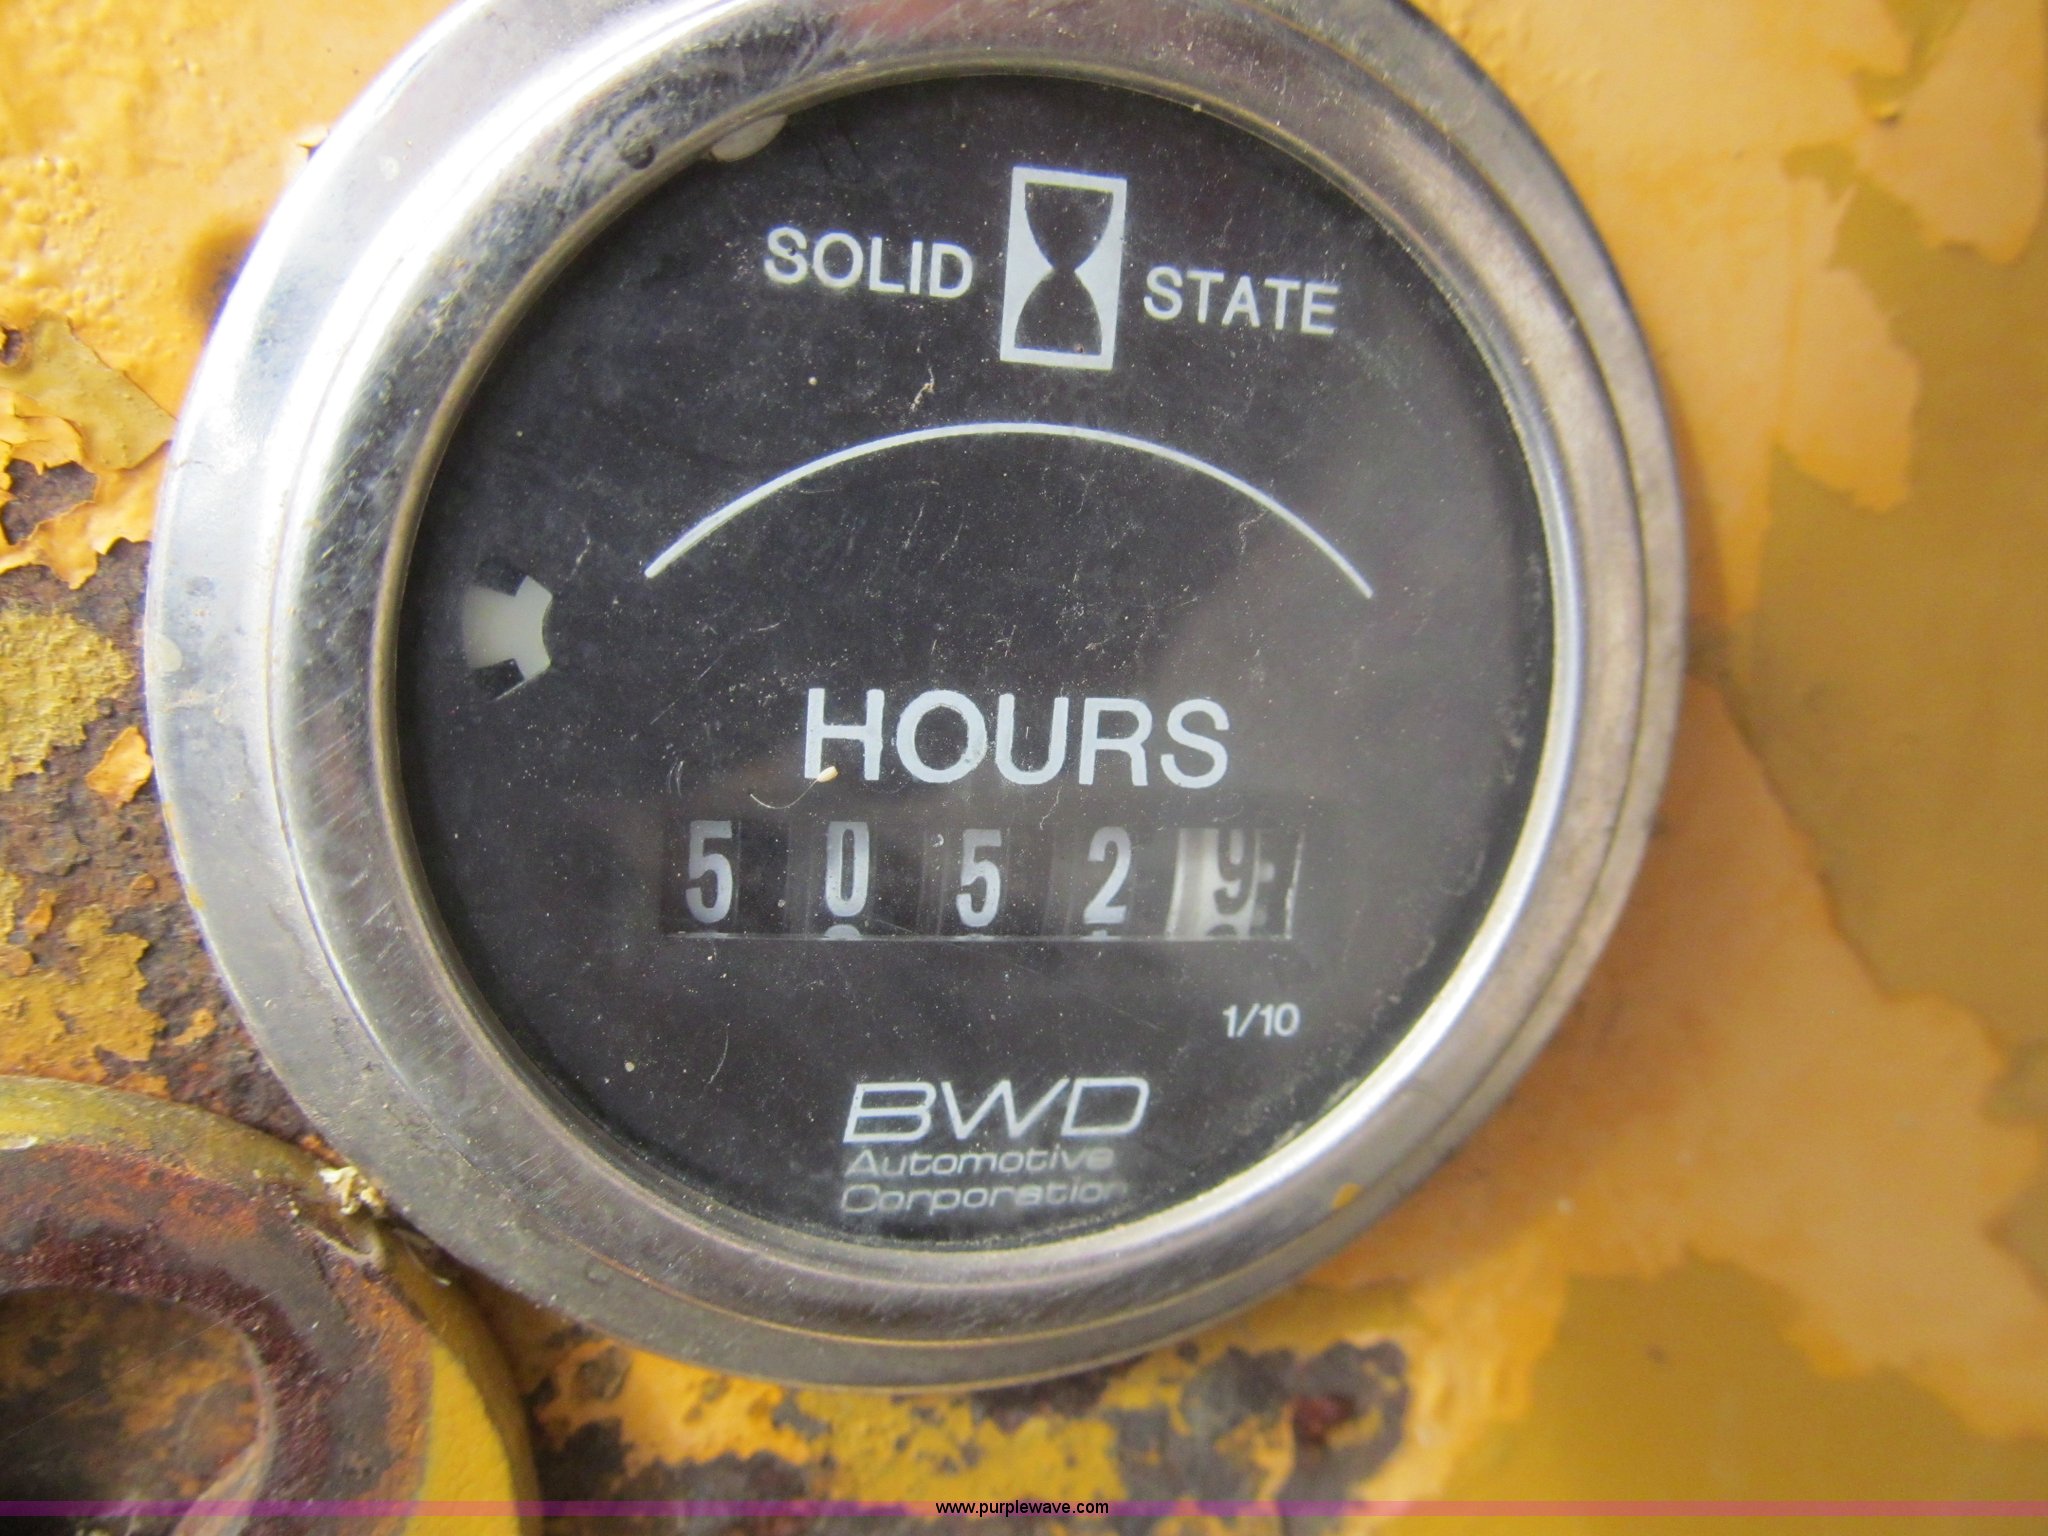 SOLID STATE
HOURS
5 0 5 2 9
1/10
BWD
Automotive
Corporation
www.purplewave.com